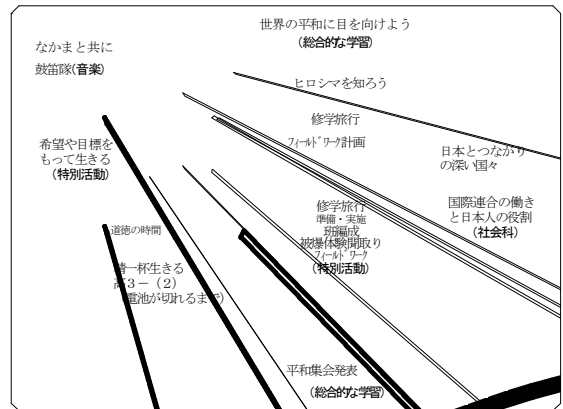 世界の平和に目を向けよう
(総合的な学習)
なかまと共に
鼓笛隊(音楽)
ヒロシマを知ろう
修学旅行
フィールドワーク計画
希望や目標を
もって生きる
(特別活動)
日本とつながり
の深い国々
国際連合の働き
と日本人の役割
(社会科)
修学旅行
準備・実施
班編成
被爆体験聞取り
フィールドワーク
(特別活動)
道徳の時間
精一杯生きる
高3-(2)
電池が切れるまで)
平和集会発表
(総合的な学習)